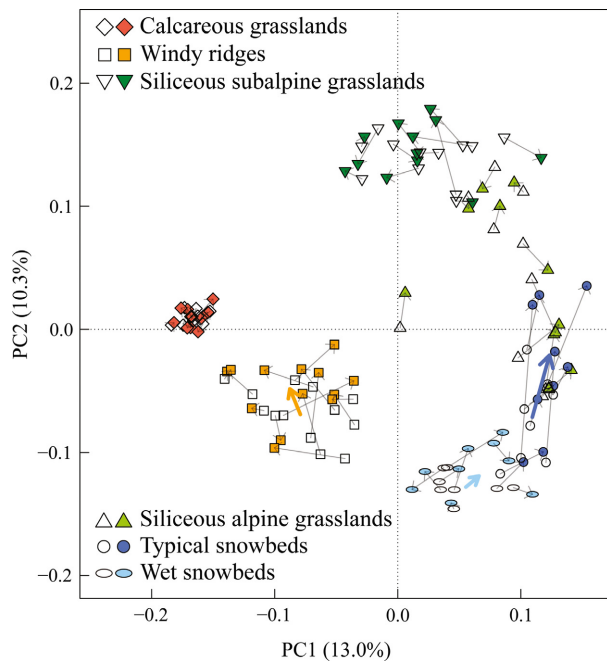 Calcareous grasslands
Windy ridges
Siliceous subalpine grasslands
0.2
0.1
0.0
−0.1
−0.2
PC2 (10.3%)
Siliceous alpine grasslands
Typical snowbeds
Wet snowbeds
−0.2 −0.1 0.0 0.1
PC1 (13.0%)